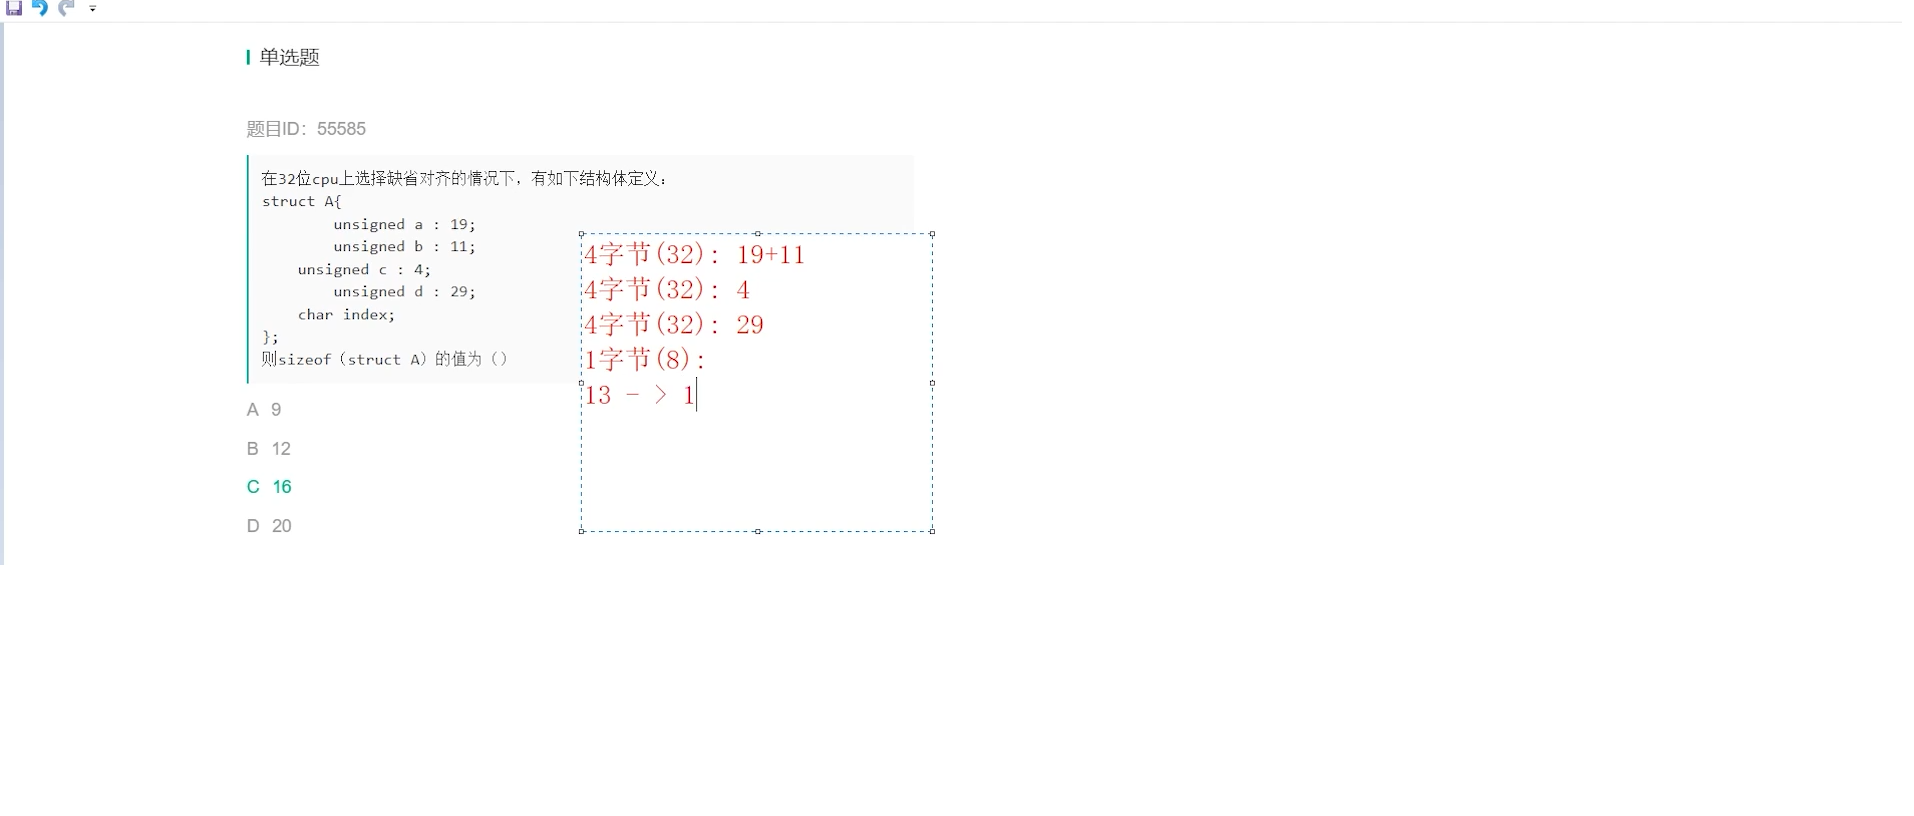 单选题
题目ID：55585
在32位cpu上选择缺省对齐的情况下，有如下结构体定义：
struct A{
unsigned a : 19;
unsigned b : 11;
unsigned c : 4;
unsigned d : 29;
char index;
};
则sizeof（struct A）的值为（）
4字节(32): 19+11
4字节(32): 4
4字节(32): 29
1字节(8):
13 - > 1
A 9
B 12
C 16
D 20